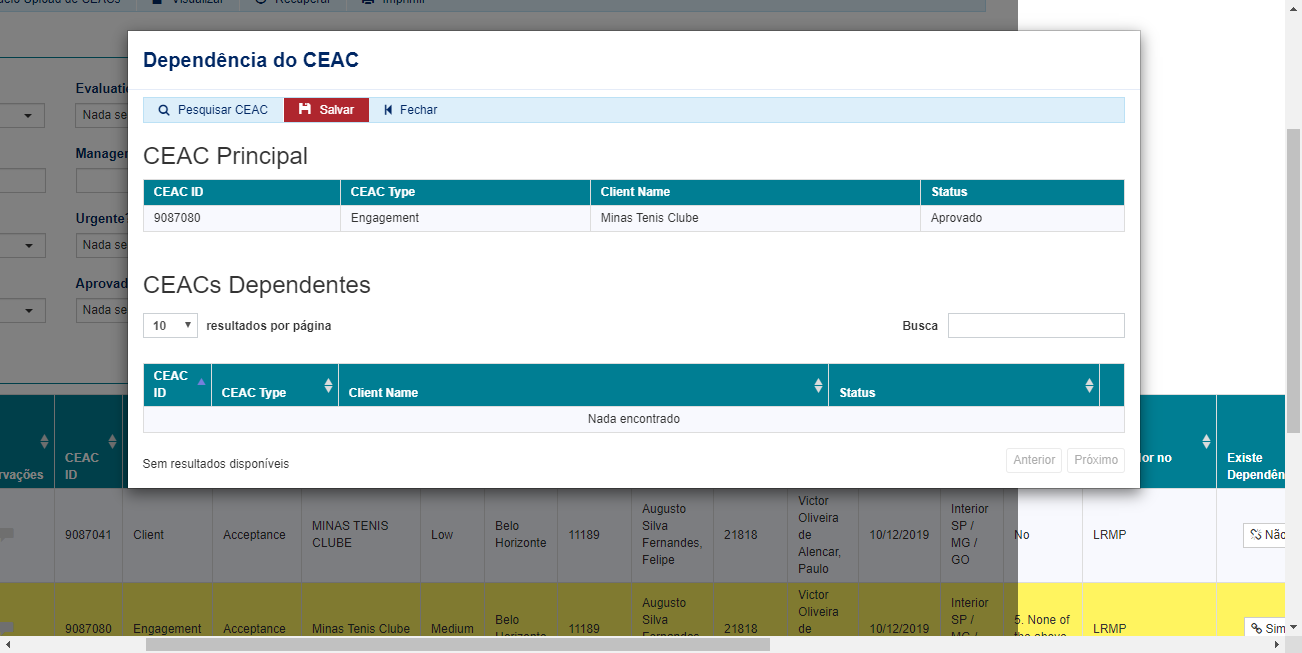 Visualizar
Recuperar
Imprimir
Dependência do CEAC
Pesquisar CEAC
Salvar
Fechar
CEAC Principal
CEAC ID CEAC Type Client Name Status
9087080 Engagement Minas Tenis Clube Aprovado
CEACs Dependentes
10 resultados por página
Busca
CEAC
ID CEAC Type Client Name Status
Nada encontrado
Sem resultados disponíveis
Anterior Próximo
Evaluati
Nada se
Manager
Urgente?
Nada se
Aprovad
Nada se
rvações
CEAC
ID
or no
Existe
Dependên
9087041 Client Acceptance
MINAS TENIS
CLUBE
Low
Belo
Horizonte
11189
Augusto
Silva
Fernandes,
Felipe
21818
Victor
Oliveira
de
Alencar,
Paulo
10/12/2019
Interior
SP /
MG /
GO
No
LRMP
Não
9087080 Engagement Acceptance Minas Tenis Clube Medium
Belo
Horizonte
11189
Augusto
Silva
Fernandes
21818
Victor
Oliveira
de
10/12/2019
Interior
SP /
MG /
5. None of
the above
LRMP
Sim